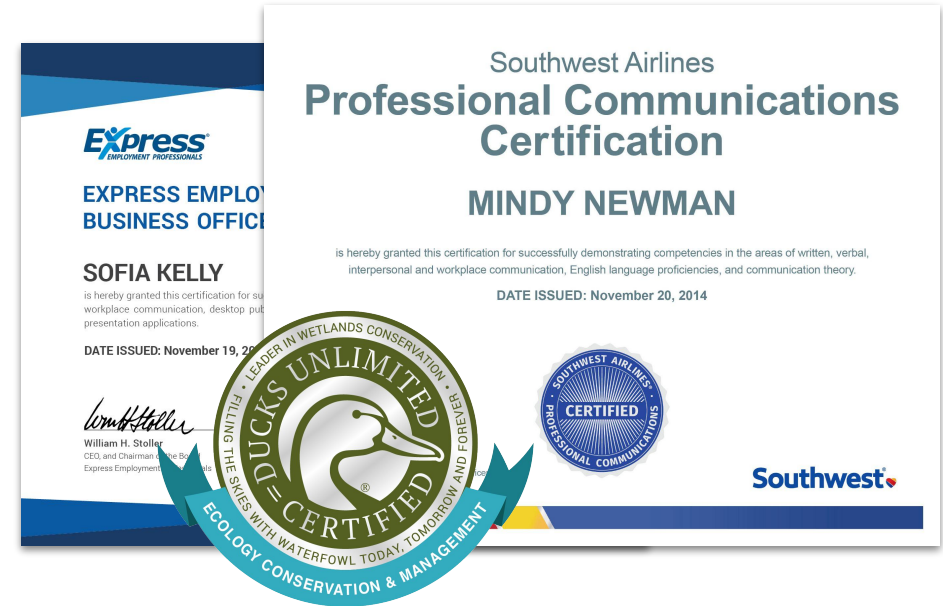 Southwest Airlines
Professional Communications
Certification
MINDY NEWMAN
is hereby granted this certification for successfully demonstrating competencies in the areas of written, verbal,
interpersonal and workplace communication, English language proficiencies, and communication theory.
DATE ISSUED: November 20, 2014
SOUTHWEST AIRLINES®
CERTIFIED
PROFESSIONAL COMMUNICATIONS
Southwest®
Express®
EMPLOYMENT PROFESSIONALS
EXPRESS EMPLOY
BUSINESS OFFICE
SOFIA KELLY
is hereby granted this certification for su
workplace communication, desktop pub
presentation applications.
DATE ISSUED: November 19, 20
William H. Stoller
CEO, and Chairman of the Bo
Express Employment
LEADER IN WETLANDS CONSERVATION
DUCKS UNLIMITED
®
CERTIFIED
FILLING THE SKIES WITH WATERFOWL TODAY, TOMORROW AND FOREVER
ECOLOGY CONSERVATION & MANAGEMENT